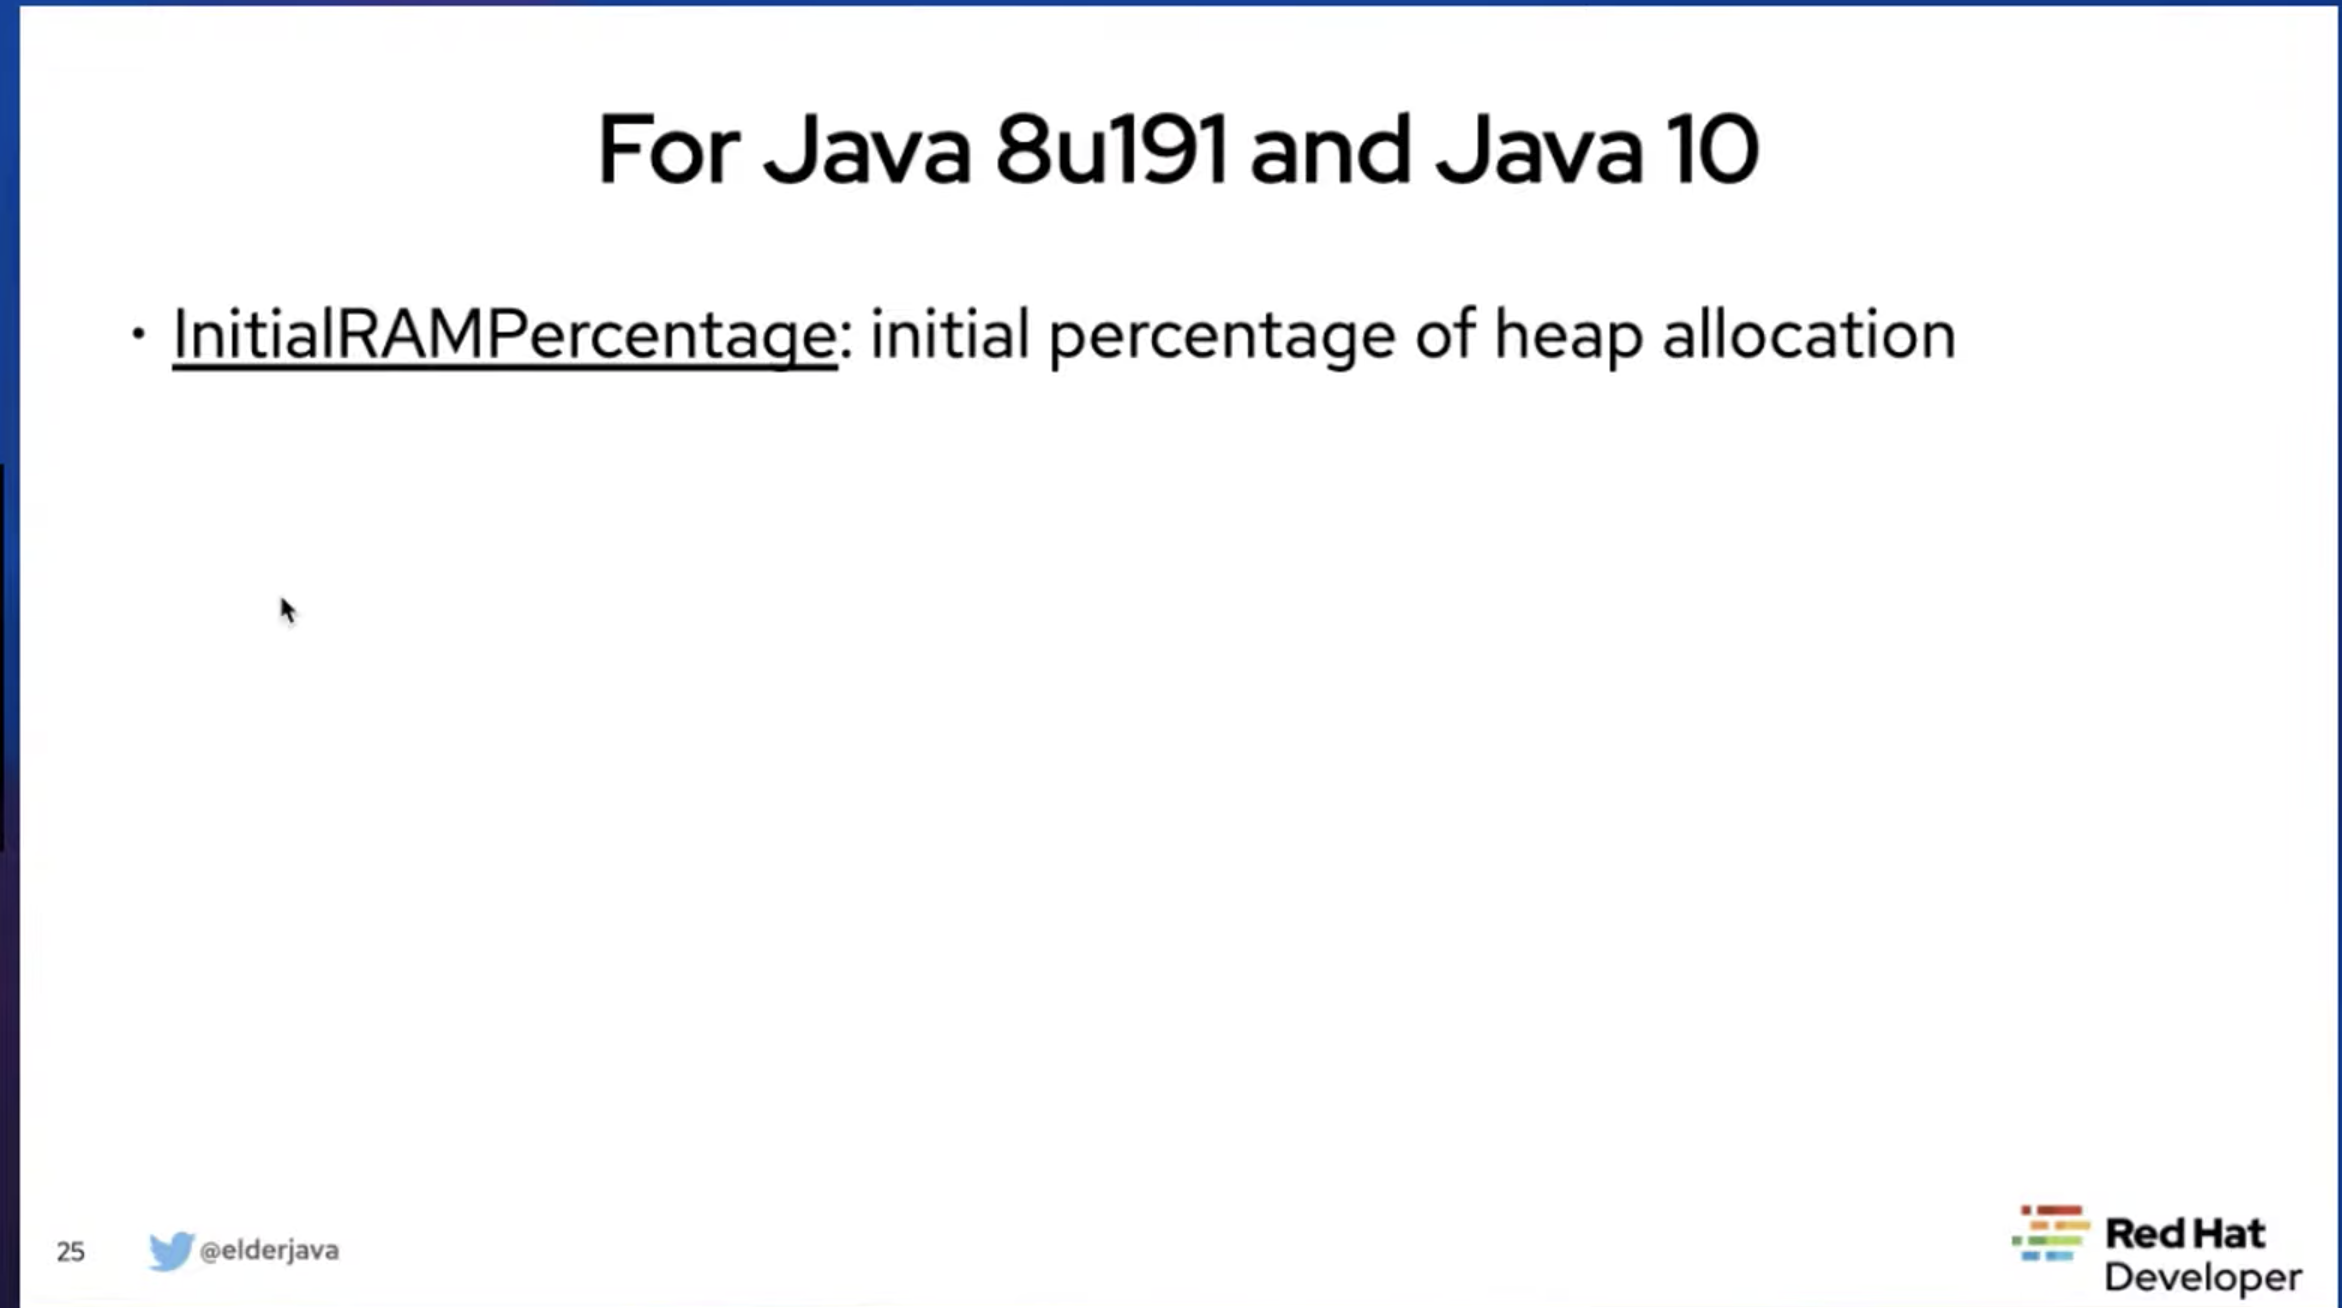 For Java 8u191 and Java 10
• InitialRAMPercentage: initial percentage of heap allocation
25 @elderjava
Red Hat
Developer